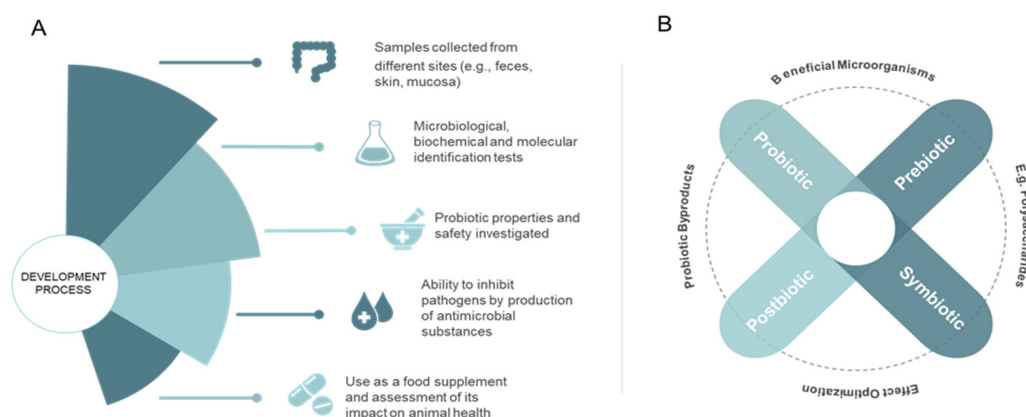 A
Samples collected from
different sites (e.g., feces,
skin, mucosa)
Microbiological,
biochemical and molecular
identification tests
Probiotic properties and
safety investigated
DEVELOPMENT
PROCESS
Ability to inhibit
pathogens by production
of antimicrobial
substances
Use as a food supplement
and assessment of its
impact on animal health
B
B eneficial Microorganisms
Probiotic
Prebiotic
Probiotic Byproducts
E.g. Polysaccharides
Postbiotic
Symbiotic
Effect Optimization